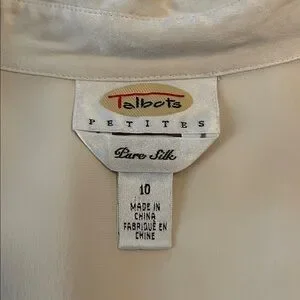 Talbots
PETITES
Pure Silk
10
MADE IN
CHINA
FABRIQUÉ EN
CHINE